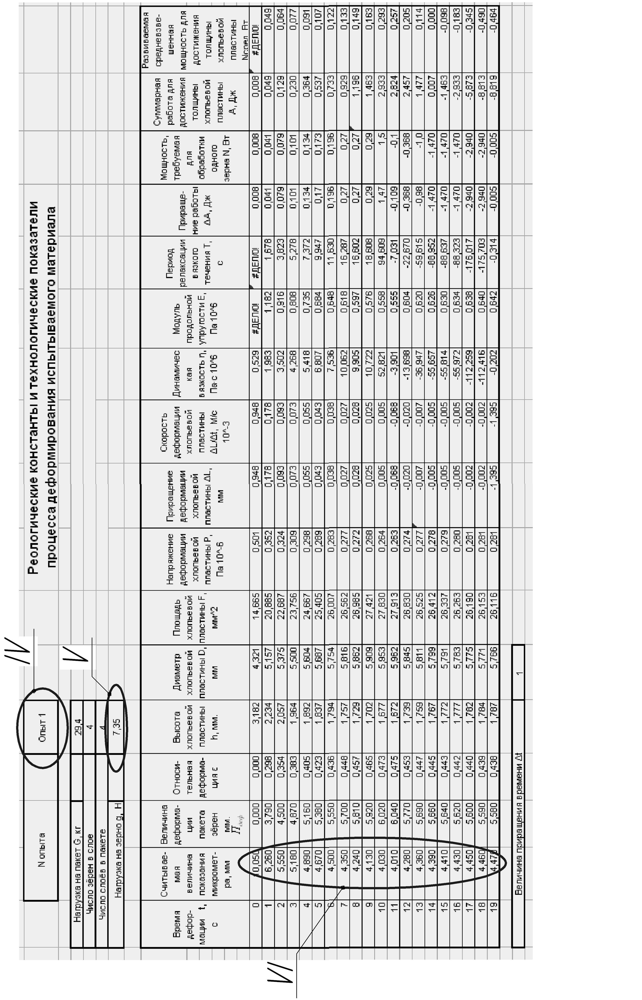 Реологические константы и технологические показатели
процесса деформирования испытываемого материала
IV
V
VI
N опыта Опыт 1
Нагрузка на пакет G, кг 29,4
Число зёрен в слое 4
Число слоёв в пакете 4
Нагрузка на зерно g, Н 7,35
Время дефор-мации t, с
Считывае-мая величина показания микромет-ра, мм
Величина деформа-ции пакета зёрен мм. П деф
Относи-тельная деформа-ция ε
Высота хлопьевой пластины h, мм.
Диаметр хлопьевой пластины D, мм
Площадь хлопьевой пластины F, мм^2
Напряжение деформации хлопьевой пластины P, Па 10^-6
Приращение деформации хлопьевой пластины ΔL, мм
Скорость деформации хлопьевой пластины ΔL/Δt, М/с 10^-3
Динамичес кая вязкость η, Па·с 10^6
Модуль продольной упругости E, Па 10^6
Период релаксации вязкого течения T, с
Прираще-ние работы ΔA, Дж
Мощность, требуемая для обработки одного зерна N, Вт
Суммарная работа для достижения толщины хлопьевой пластины A, Дж
Развиваемая средневзве-шенная мощность для достижения толщины хлопьевой пластины Nсред Вт
0 10,050 0,000 0,000 3,182 4,321 14,665 0,501 0,948 0,948 0,529 #ДЕЛ/0! #ДЕЛ/0! 0,008 0,008 0,008 #ДЕЛ/0!
1 6,260 3,790 0,298 2,234 5,157 20,885 0,352 0,178 0,178 1,983 1,182 1,678 0,041 0,041 0,049 0,049
2 5,550 4,500 0,354 2,057 5,375 22,687 0,324 0,093 0,093 3,502 0,916 3,823 0,079 0,079 0,129 0,064
3 5,180 4,870 0,383 1,964 5,500 23,756 0,309 0,073 0,073 4,268 0,808 5,278 0,101 0,101 0,230 0,077
4 4,890 5,160 0,405 1,892 5,604 24,667 0,298 0,055 0,055 5,418 0,735 7,372 0,134 0,134 0,364 0,091
5 4,670 5,380 0,423 1,837 5,687 25,405 0,289 0,043 0,043 6,807 0,684 9,947 0,17 0,173 0,537 0,107
6 4,500 5,550 0,436 1,794 5,754 26,007 0,283 0,038 0,038 7,536 0,648 11,630 0,196 0,196 0,733 0,122
7 4,350 5,700 0,448 1,757 5,816 26,562 0,277 0,027 0,027 10,062 0,618 16,287 0,27 0,27 0,929 0,133
8 4,240 5,810 0,457 1,729 5,862 26,985 0,272 0,028 0,028 9,905 0,597 16,602 0,27 0,27 1,196 0,149
9 4,130 5,920 0,465 1,702 5,909 27,421 0,268 0,025 0,025 10,722 0,576 18,608 0,29 0,29 1,463 0,163
10 4,030 6,020 0,473 1,677 5,953 27,830 0,264 0,005 0,005 52,821 0,558 94,609 1,47 1,5 2,933 0,293
11 4,010 6,040 0,475 1,672 5,962 27,913 0,263 -0,068 -0,068 -3,901 0,555 -7,031 -0,109 -0,1 2,824 0,257
12 4,280 5,770 0,453 1,739 5,845 26,830 0,274 -0,020 -0,020 -13,698 0,604 -22,670 -0,368 -0,368 2,457 0,205
13 4,360 5,690 0,447 1,759 5,811 26,525 0,277 -0,007 -0,007 -36,947 0,620 -59,615 -0,98 -1,0 1,477 0,114
14 4,390 5,660 0,445 1,767 5,799 26,412 0,278 -0,005 -0,005 -55,657 0,626 -88,952 -1,470 -1,470 0,007 0,000
15 4,410 5,640 0,443 1,772 5,791 26,337 0,279 -0,005 -0,005 -55,814 0,630 -88,637 -1,470 -1,470 -1,463 -0,098
16 4,430 5,620 0,442 1,777 5,783 26,263 0,280 -0,005 -0,005 -55,972 0,634 -88,323 -1,470 -1,470 -2,933 -0,183
17 4,450 5,600 0,440 1,782 5,775 26,190 0,281 -0,002 -0,002 -112,259 0,638 -176,017 -2,940 -2,940 -5,873 -0,345
18 4,460 5,590 0,439 1,784 5,771 26,153 0,281 -0,002 -0,002 -112,416 0,640 -175,703 -2,940 -2,940 -8,813 -0,490
19 4,470 5,580 0,438 1,787 5,766 26,116 0,281 -1,395 -1,395 -0,202 0,642 -0,314 -0,005 -0,005 -8,819 -0,464
Величина приращения времени Δt 1